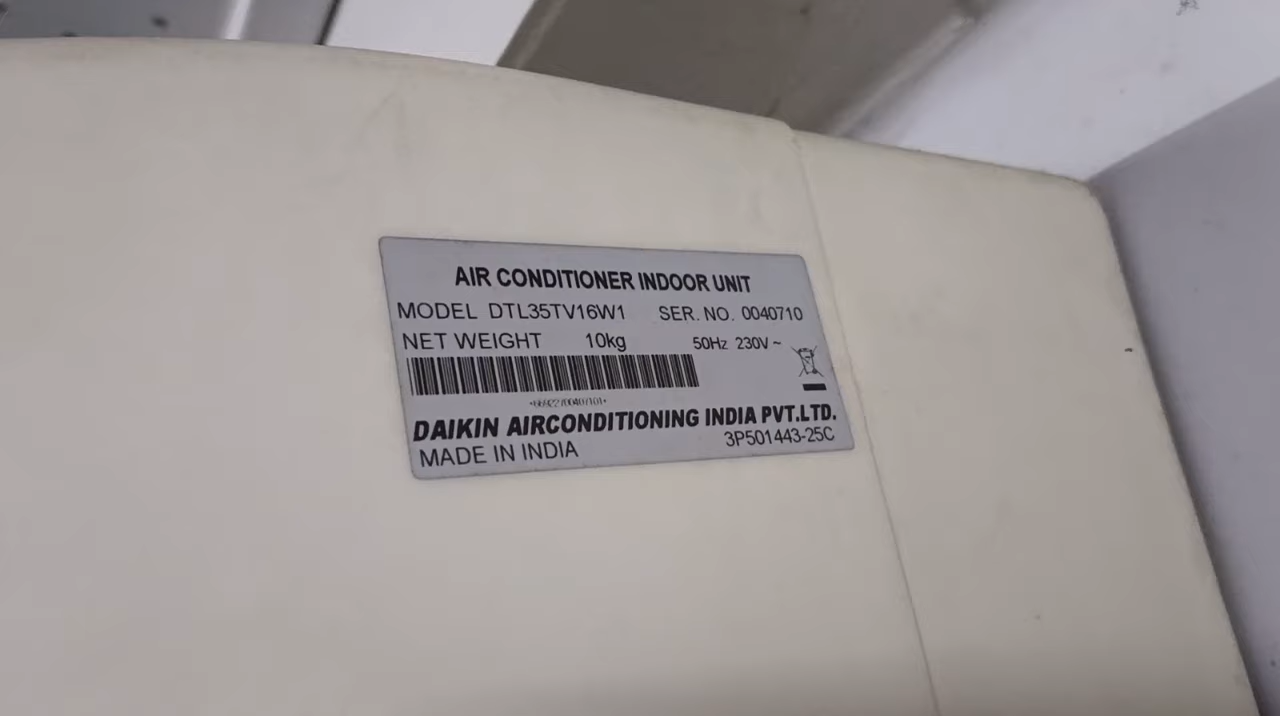 AIR CONDITIONER INDOOR UNIT
MODEL DTL35TV16W1 SER. NO. 0040710
NET WEIGHT 10kg 50Hz 230V ~
DAIKIN AIRCONDITIONING INDIA PVT.LTD.
MADE IN INDIA 3P501443-25C